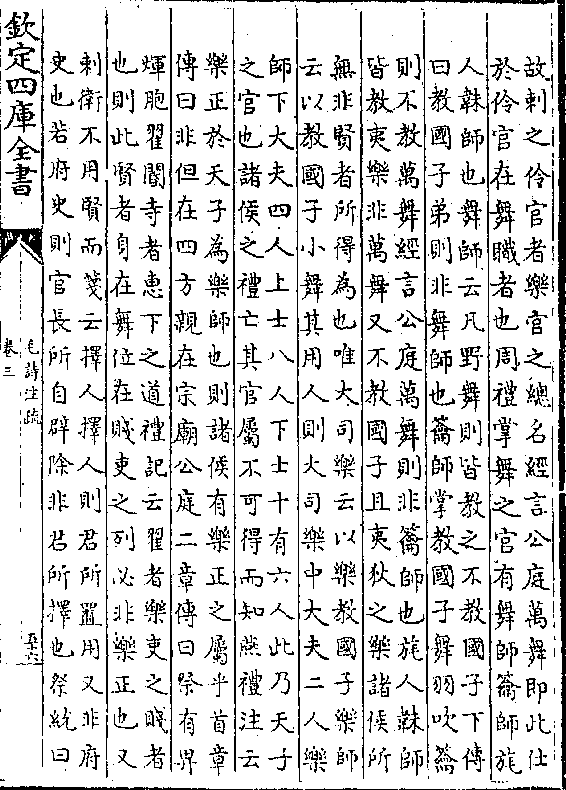 故刺之伶官者樂官之總名經言公庭萬舞即此仕
於伶官在舞職者也周禮掌舞之官有舞師籥師旄
人韎師也舞師云凡野舞則皆教之不教國子下傳
曰教國子弟則非舞師也籥師掌教國子舞羽吹籥
則不教萬舞經言公庭萬舞則非籥師也旄人韎師
皆教夷樂非萬舞又不教國子且夷狄之樂諸侯所
無非賢者所得為也唯大司樂云以樂教國子樂師
云以教國子小舞其用人則大司樂中大夫二人樂
師下大夫四人上士八人下士十有六人此乃天子
之官也諸侯之禮亡其官屬不可得而知燕禮注云
樂正於天子為樂師也則諸侯有樂正之屬乎首章
傳曰非但在四方親在宗廟公庭二章傳曰祭有畀
煇胞翟閽寺者惠下之道禮記云翟者樂吏之賤者
也則此賢者身在舞位在賤吏之列必非樂正也又
刺衛不用賢而箋云擇人擇人則君所置用又非府
史也若府史則官長所自辟除非君所擇也祭統曰
欽定四庫全書
毛詩注疏
卷三
五十六